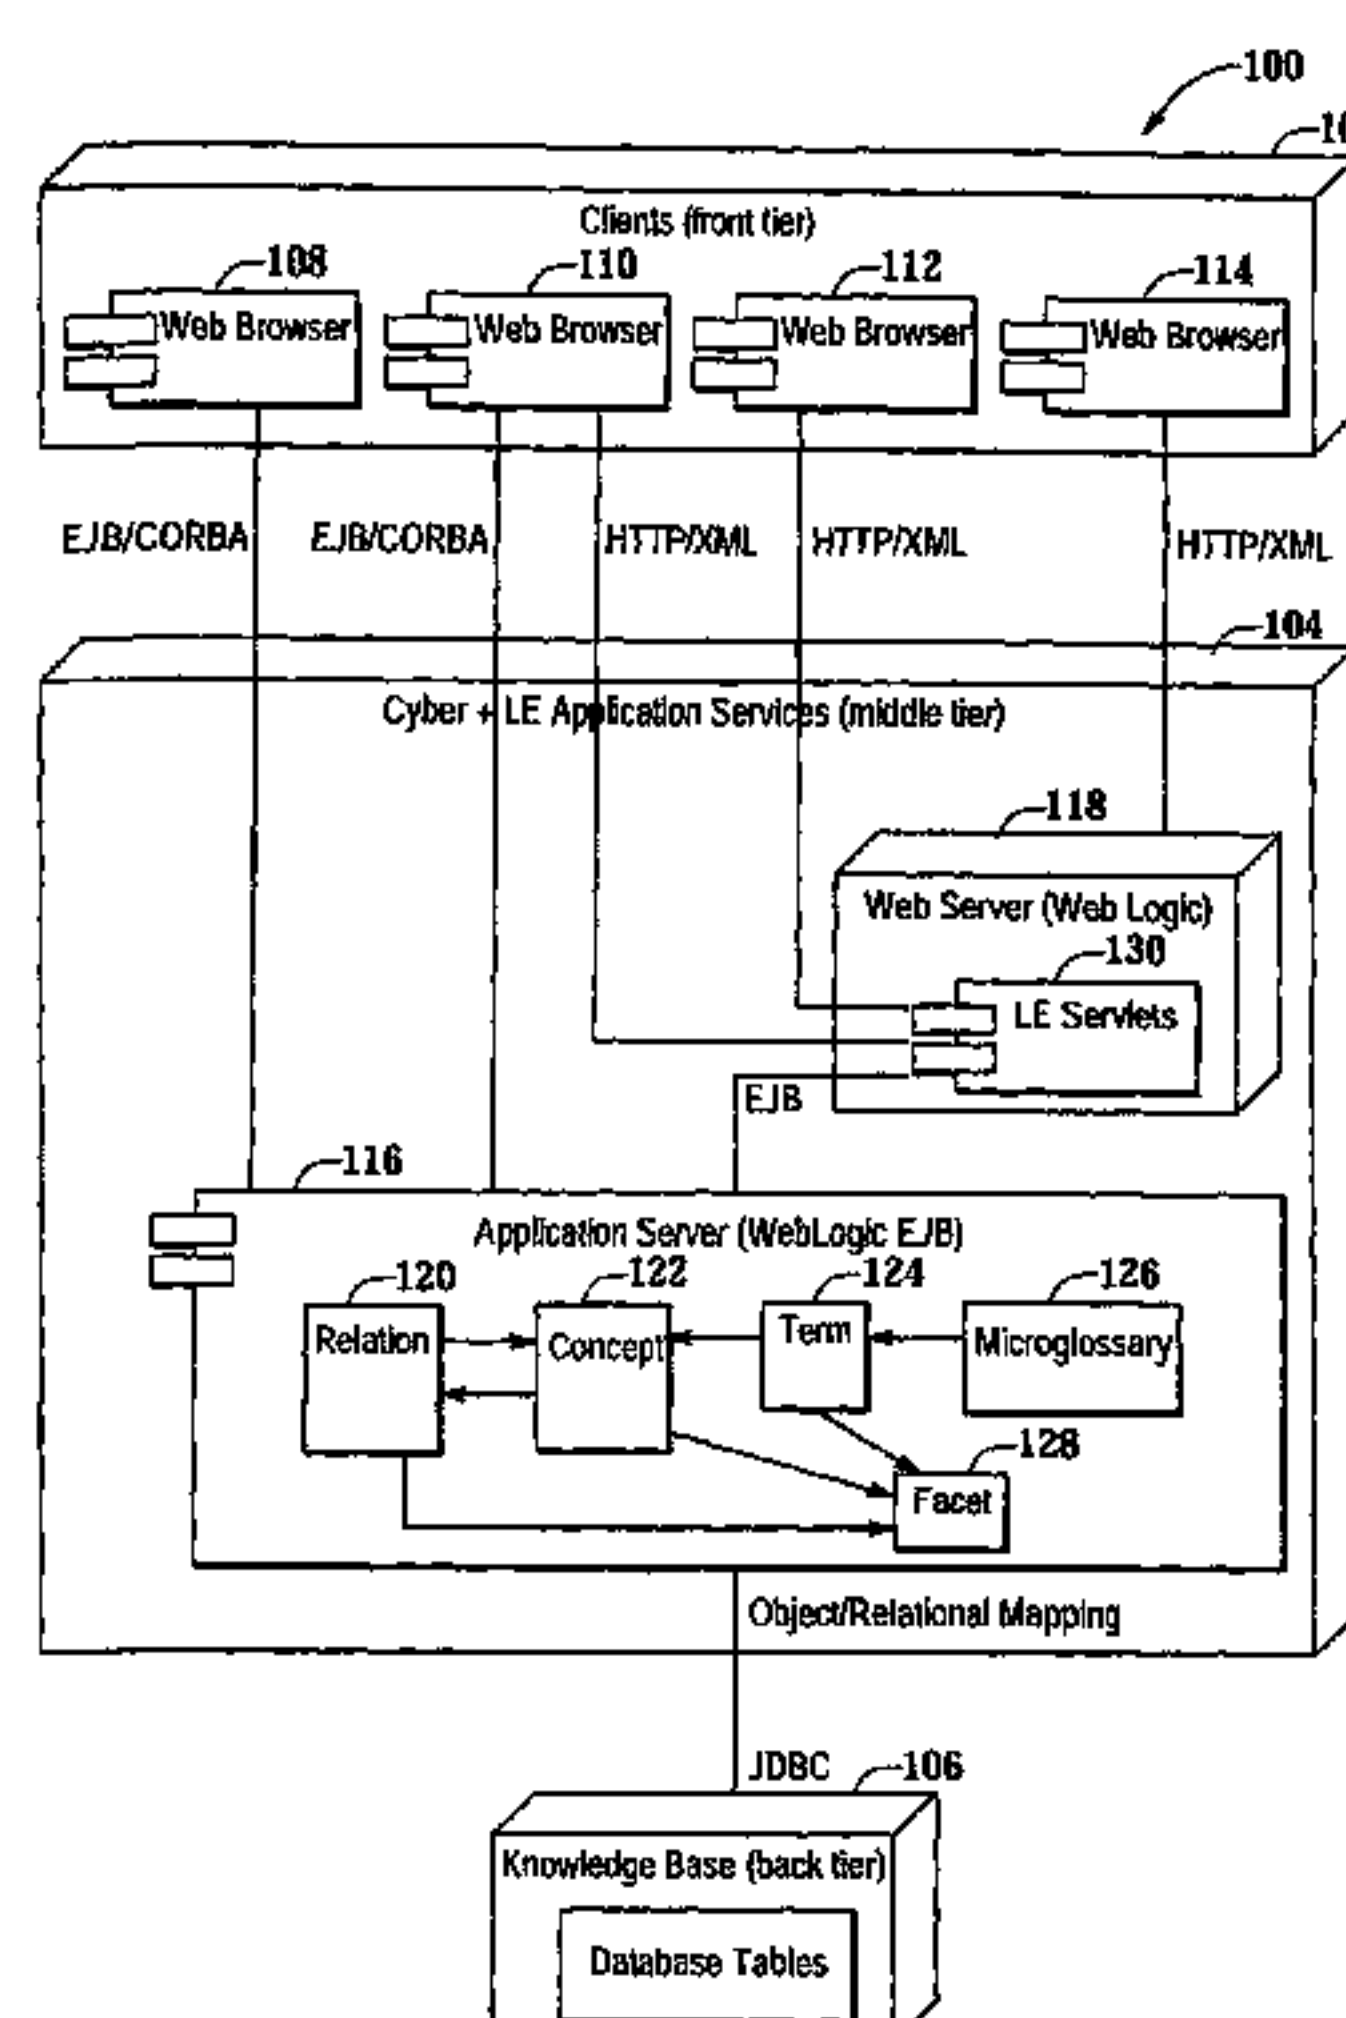 100
Clients (front tier)
108
110
112
114
Web Browser
Web Browser
Web Browser
Web Browser
EJB/CORBA
EJB/CORBA
HTTP/XML
HTTP/XML
HTTP/XML
104
Cyber + LE Application Services (middle tier)
118
Web Server (Web Logic)
130
LE Servlets
EJB
116
Application Server (WebLogic EJB)
120
122
124
126
Relation
Concept
Term
Microglossary
128
Facet
Object/Relational Mapping
JDBC
106
Knowledge Base (back tier)
Database Tables